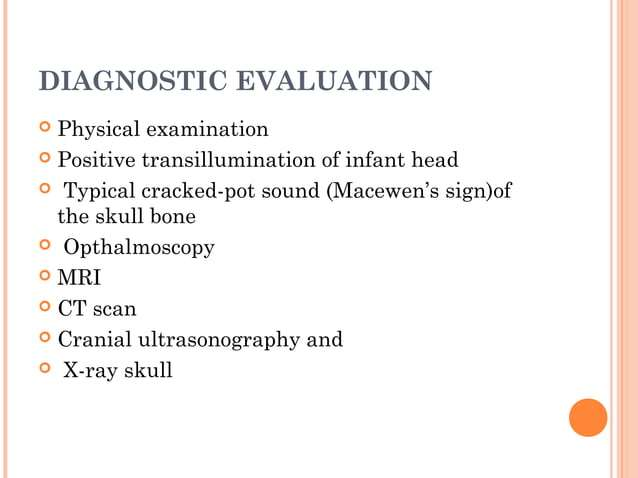 DIAGNOSTIC EVALUATION
Physical examination
Positive transillumination of infant head
Typical cracked-pot sound (Macewen’s sign)of
the skull bone
Opthalmoscopy
MRI
CT scan
Cranial ultrasonography and
X-ray skull